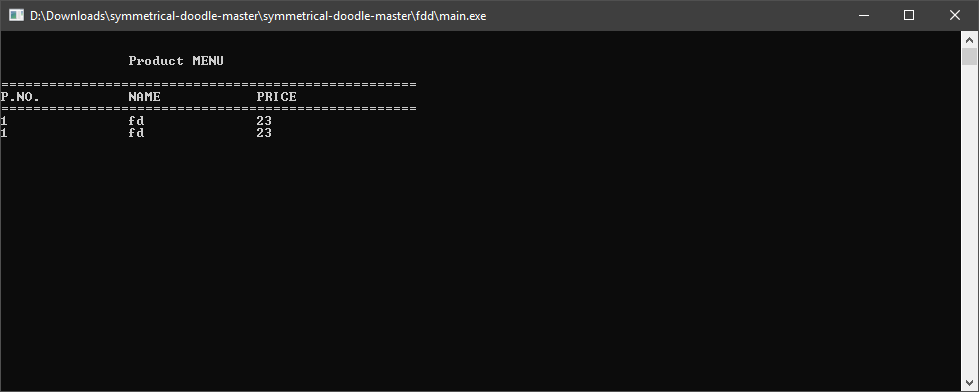 D:\Downloads\symmetrical-doodle-master\symmetrical-doodle-master\fdd\main.exe
Product MENU
====================================================
P.NO. NAME PRICE
====================================================
1 fd 23
1 fd 23